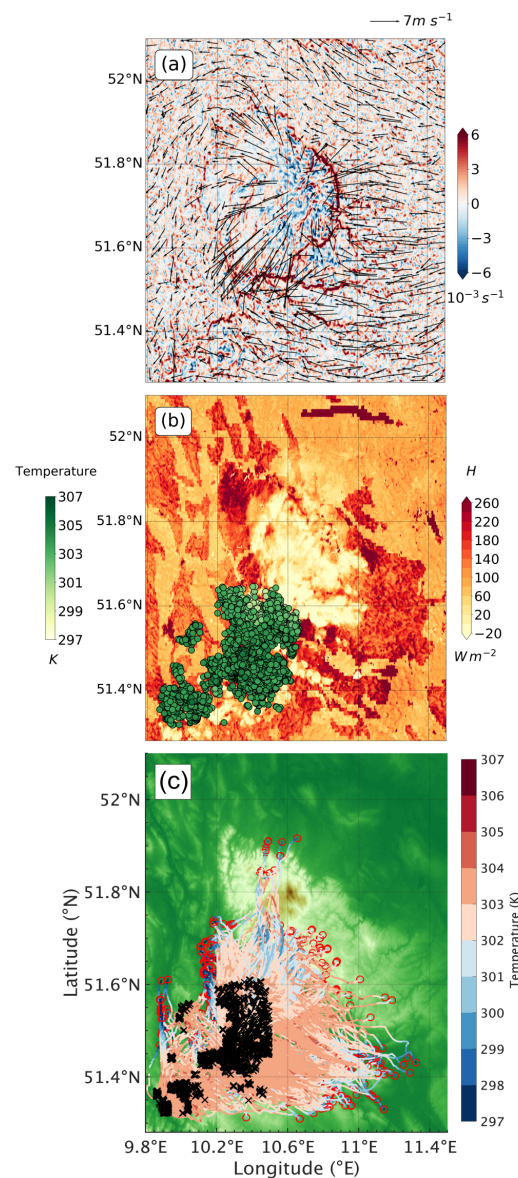 7m s⁻¹
(a)
52°N
51.8°N
51.6°N
51.4°N
6
3
0
−3
−6
10⁻³ s⁻¹
(b)
52°N
51.8°N
51.6°N
51.4°N
Temperature
307
305
303
301
299
297
K
H
260
220
180
140
100
60
20
−20
W m⁻²
(c)
52°N
51.8°N
51.6°N
51.4°N
Latitude (°N)
9.8°E
10.2°E
10.6°E
11°E
11.4°E
Longitude (°E)
307
306
305
304
303
302
301
300
299
298
297
Temperature (K)